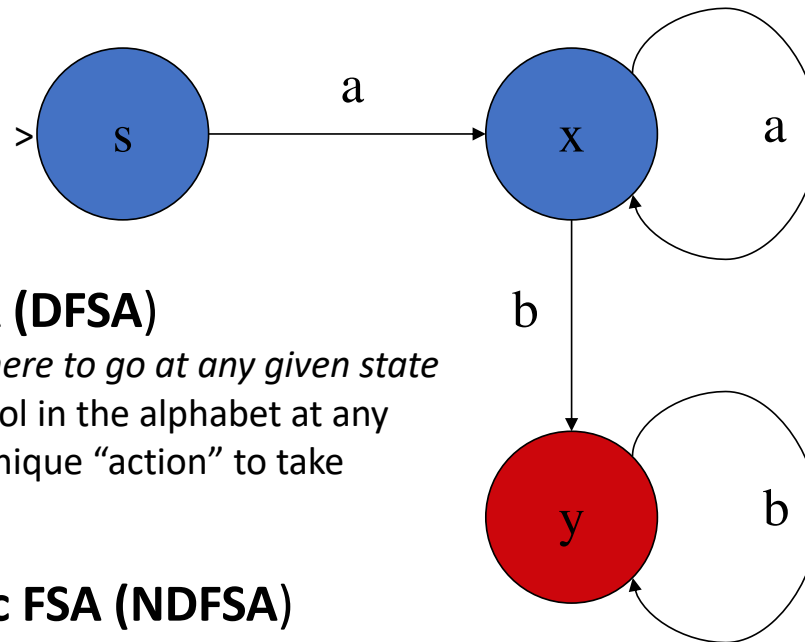 a
> s
x
a
(DFSA)
b
here to go at any given state
ol in the alphabet at any
nique “action” to take
y
b
c FSA (NDFSA)